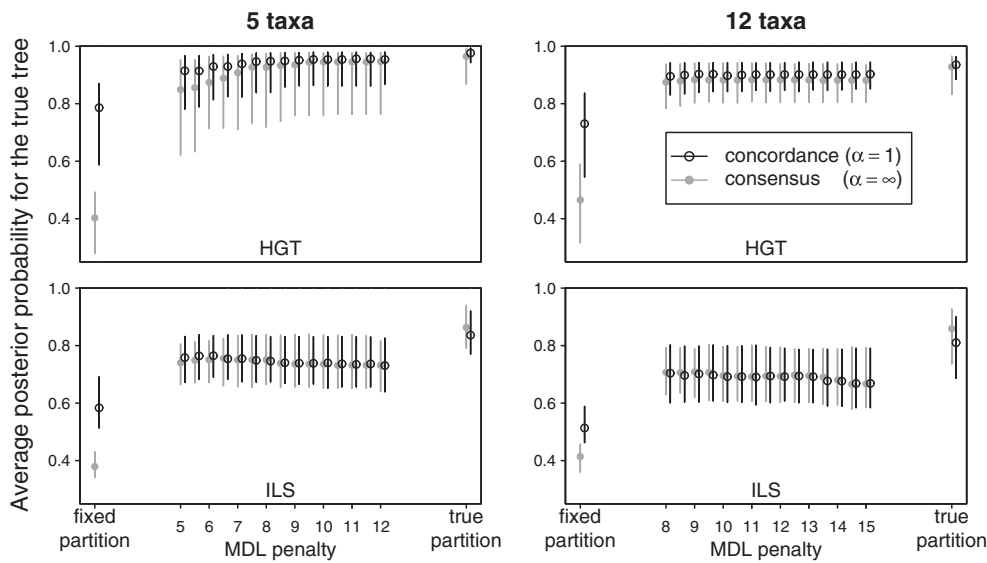 5 taxa
12 taxa
Average posterior probability for the true tree
1.0
0.8
0.6
0.4
HGT
1.0
0.8
0.6
0.4
HGT
concordance (α = 1)
consensus (α = ∞)
1.0
0.8
0.6
0.4
ILS
1.0
0.8
0.6
0.4
ILS
fixed partition
5 6 7 8 9 10 11 12
MDL penalty
true partition
fixed partition
8 9 10 11 12 13 14 15
MDL penalty
true partition